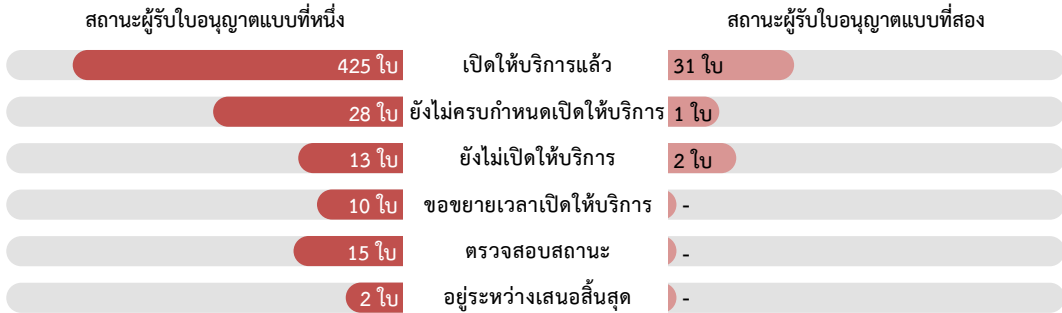 สถานะผู้รับใบอนุญาตแบบที่หนึ่ง สถานะผู้รับใบอนุญาตแบบที่สอง
425 ใบ เปิดให้บริการแล้ว 31 ใบ
28 ใบ ยังไม่ครบกำหนดเปิดให้บริการ 1 ใบ
13 ใบ ยังไม่เปิดให้บริการ 2 ใบ
10 ใบ ขอขยายเวลาเปิดให้บริการ -
15 ใบ ตรวจสอบสถานะ -
2 ใบ อยู่ระหว่างเสนอสิ้นสุด -